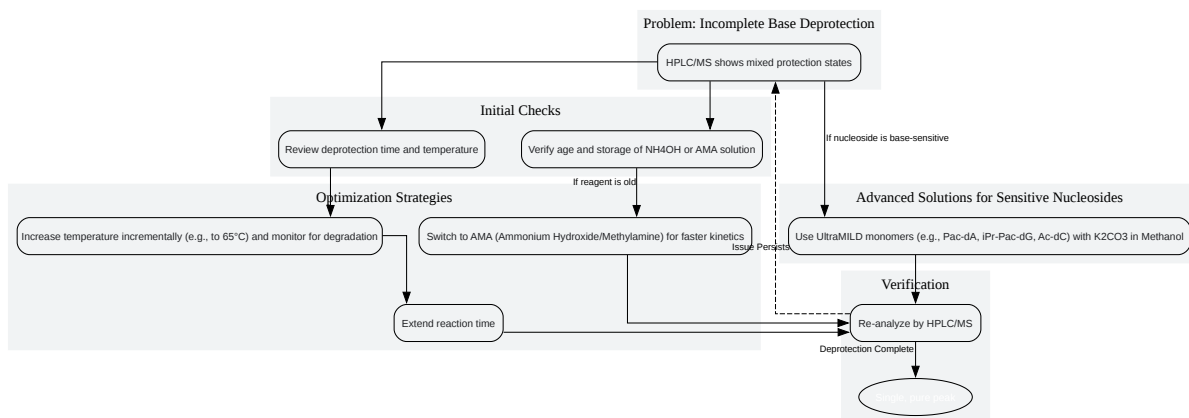 Problem: Incomplete Base Deprotection
HPLC/MS shows mixed protection states
Initial Checks
Review deprotection time and temperature
Verify age and storage of NH4OH or AMA solution
If nucleoside is base-sensitive
If reagent is old
Optimization Strategies
Advanced Solutions for Sensitive Nucleosides
Increase temperature incrementally (e.g., to 65°C) and monitor for degradation
Switch to AMA (Ammonium Hydroxide/Methylamine) for faster kinetics
Issue Persists
Use UltraMILD monomers (e.g., Pac-dA, iPr-Pac-dG, Ac-dC) with K2CO3 in Methanol
Verification
Extend reaction time
Re-analyze by HPLC/MS
Deprotection Complete